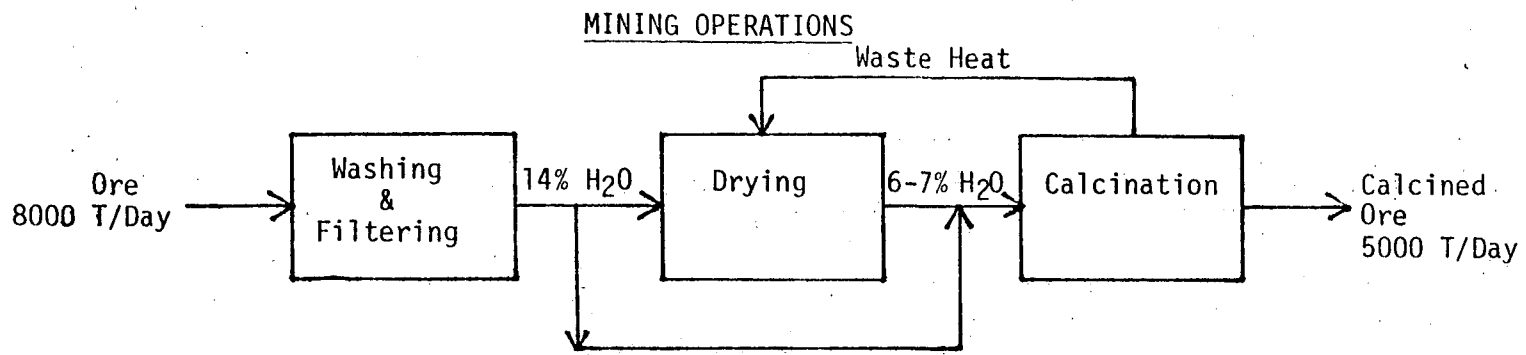 MINING OPERATIONS
Waste Heat
Ore
8000 T/Day
Washing
&
Filtering
14% H2O
Drying
6-7% H2O
Calcination
Calcined
Ore
5000 T/Day